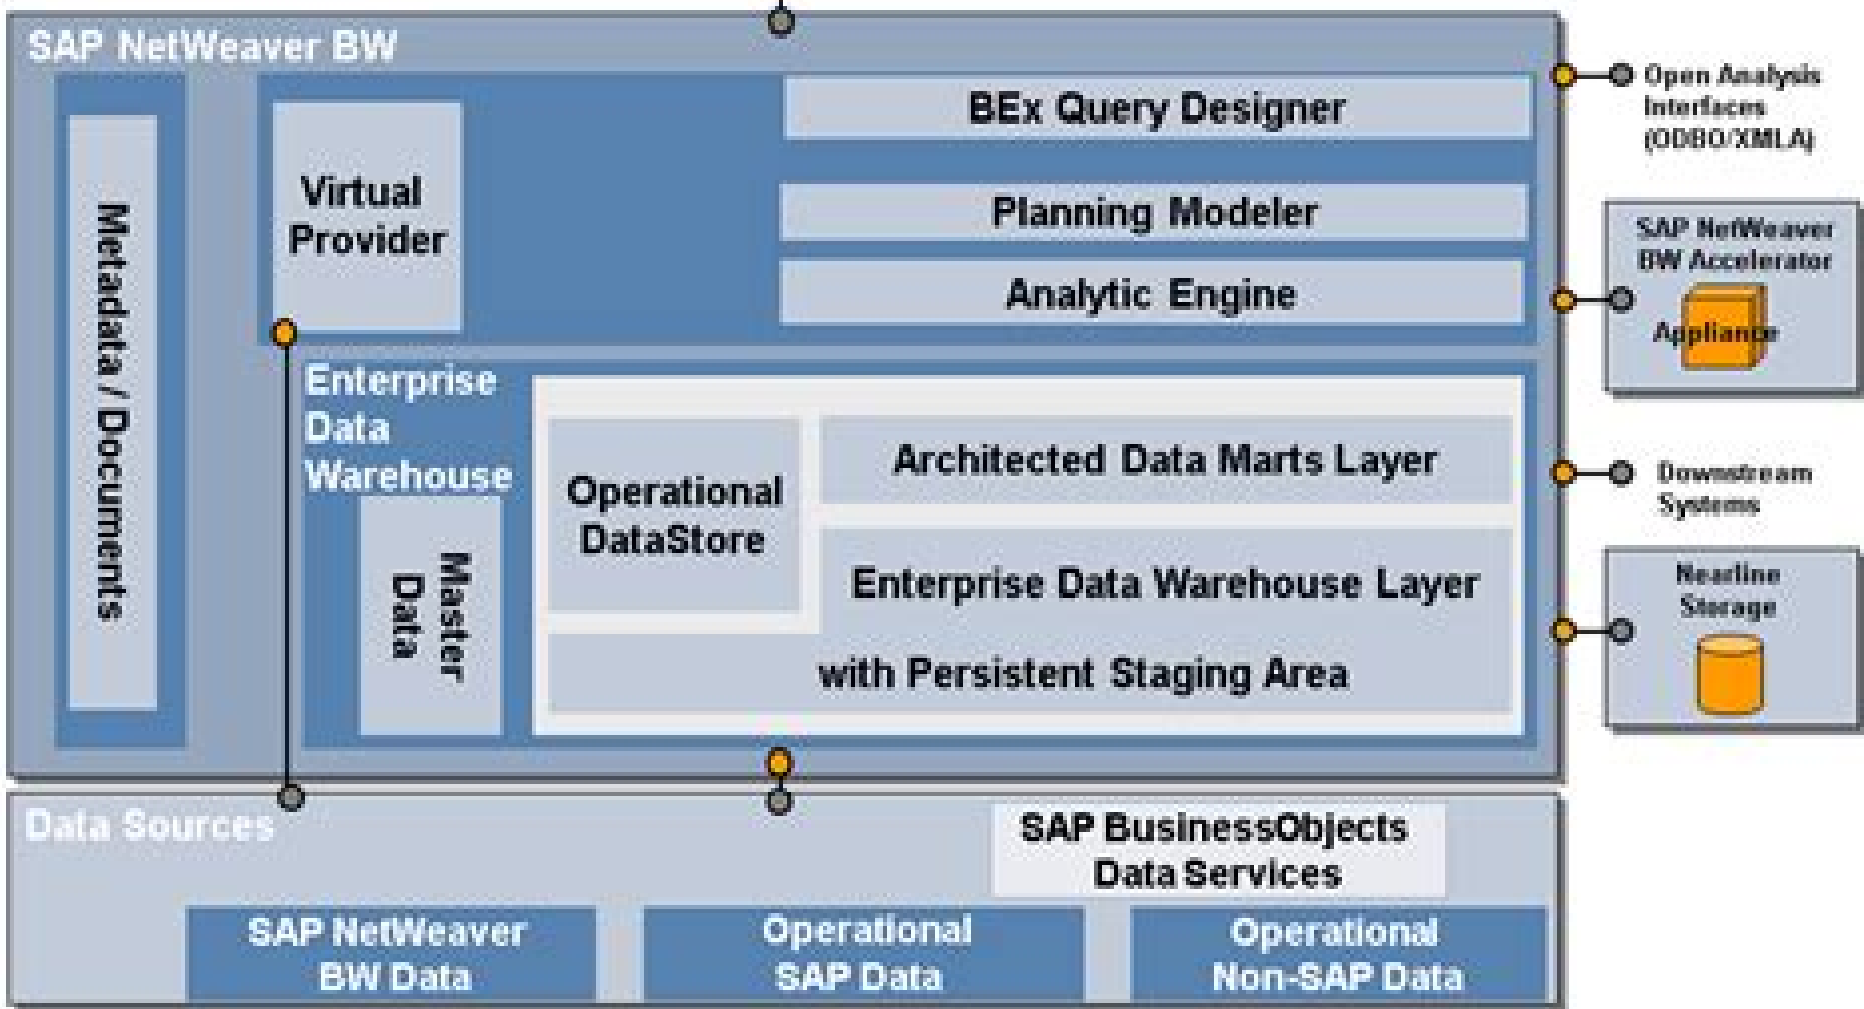 SAP NetWeaver BW
Metadata / Documents
Virtual
Provider
BEx Query Designer
Planning Modeler
Analytic Engine
Enterprise
Data
Warehouse
Master
Data
Operational
DataStore
Architected Data Marts Layer
Enterprise Data Warehouse Layer
with Persistent Staging Area
Open Analysis
Interfaces
(ODBO/XMLA)
SAP NetWeaver
BW Accelerator
Appliance
Downstream
Systems
Nearline
Storage
Data Sources
SAP BusinessObjects
Data Services
SAP NetWeaver
BW Data
Operational
SAP Data
Operational
Non-SAP Data